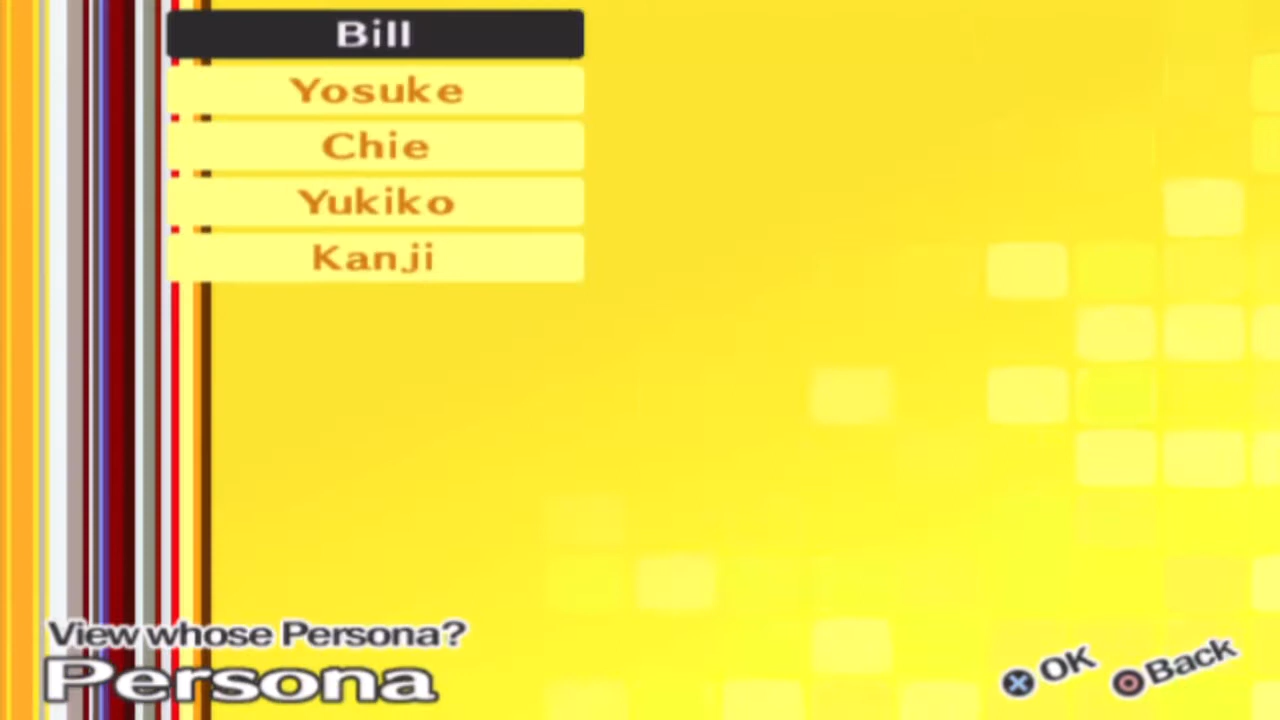 Bill
Yosuke
Chie
Yukiko
Kanji
View whose Persona?
Persona
OK
Back